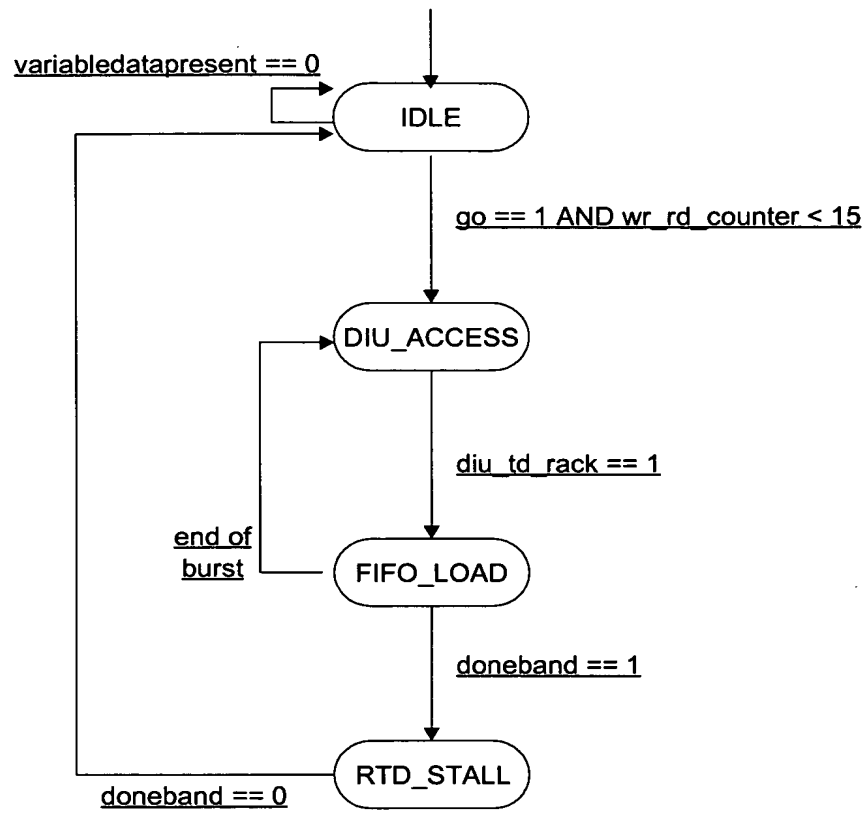 variabledatapresent == 0
IDLE
go == 1 AND wr_rd_counter < 15
DIU_ACCESS
diu_td_rack == 1
end of
burst
FIFO_LOAD
doneband == 1
RTD_STALL
doneband == 0